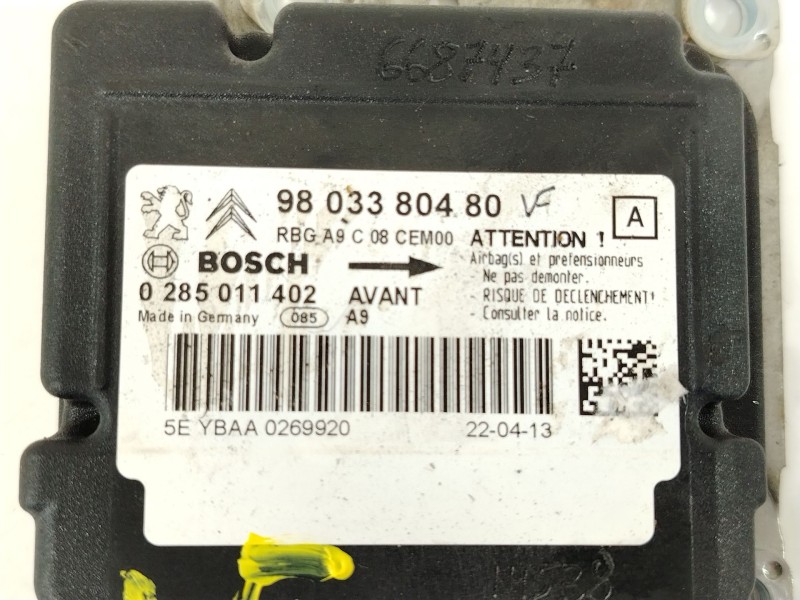 6687437
98 033 804 80 VF
A
RBG A9 C 08 CEM00
ATTENTION !
BOSCH
Airbag(s) et pretensionneurs
Ne pas demonter.
0 285 011 402 AVANT
- RISQUE DE DECLENCHEMENT!
Made in Germany 085 A9
- Consulter la notice.
5E YBAA 0269920 22-04-13